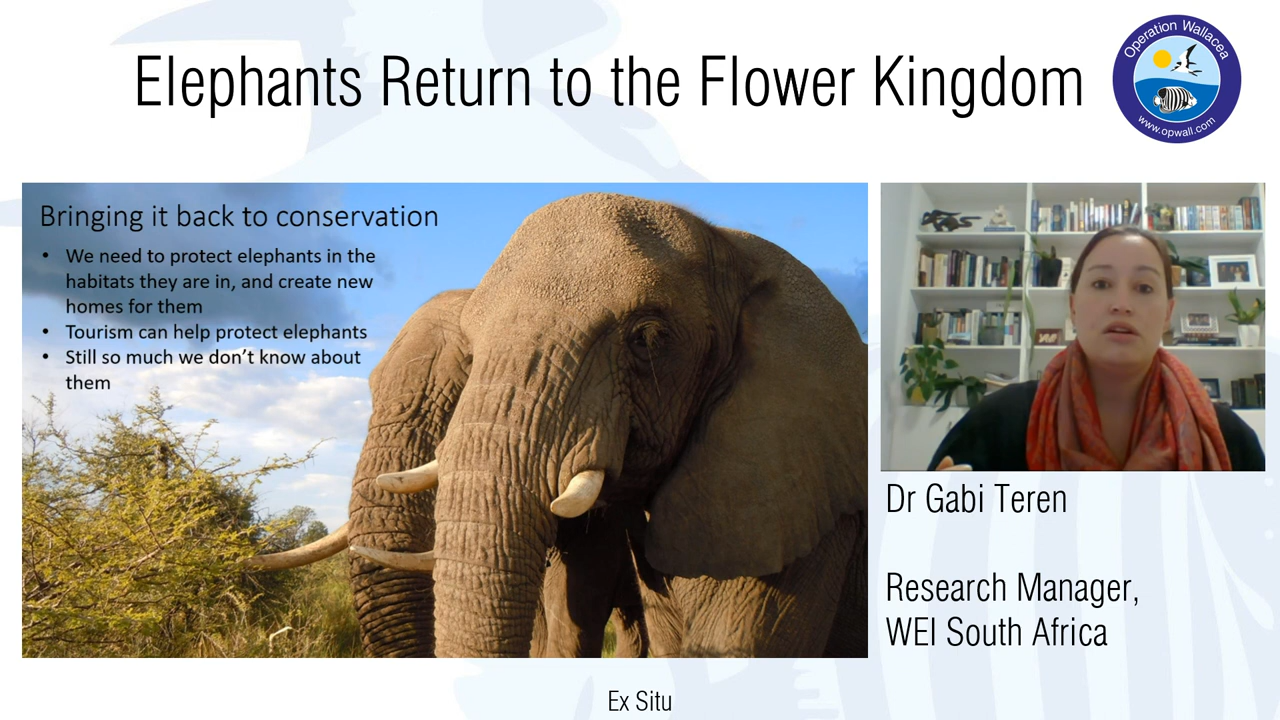 Elephants Return to the Flower Kingdom
Operation Wallacea
www.opwall.com
Bringing it back to conservation
• We need to protect elephants in the
habitats they are in, and create new
homes for them
• Tourism can help protect elephants
• Still so much we don't know about
them
Dr Gabi Teren
Research Manager,
WEI South Africa
Ex Situ